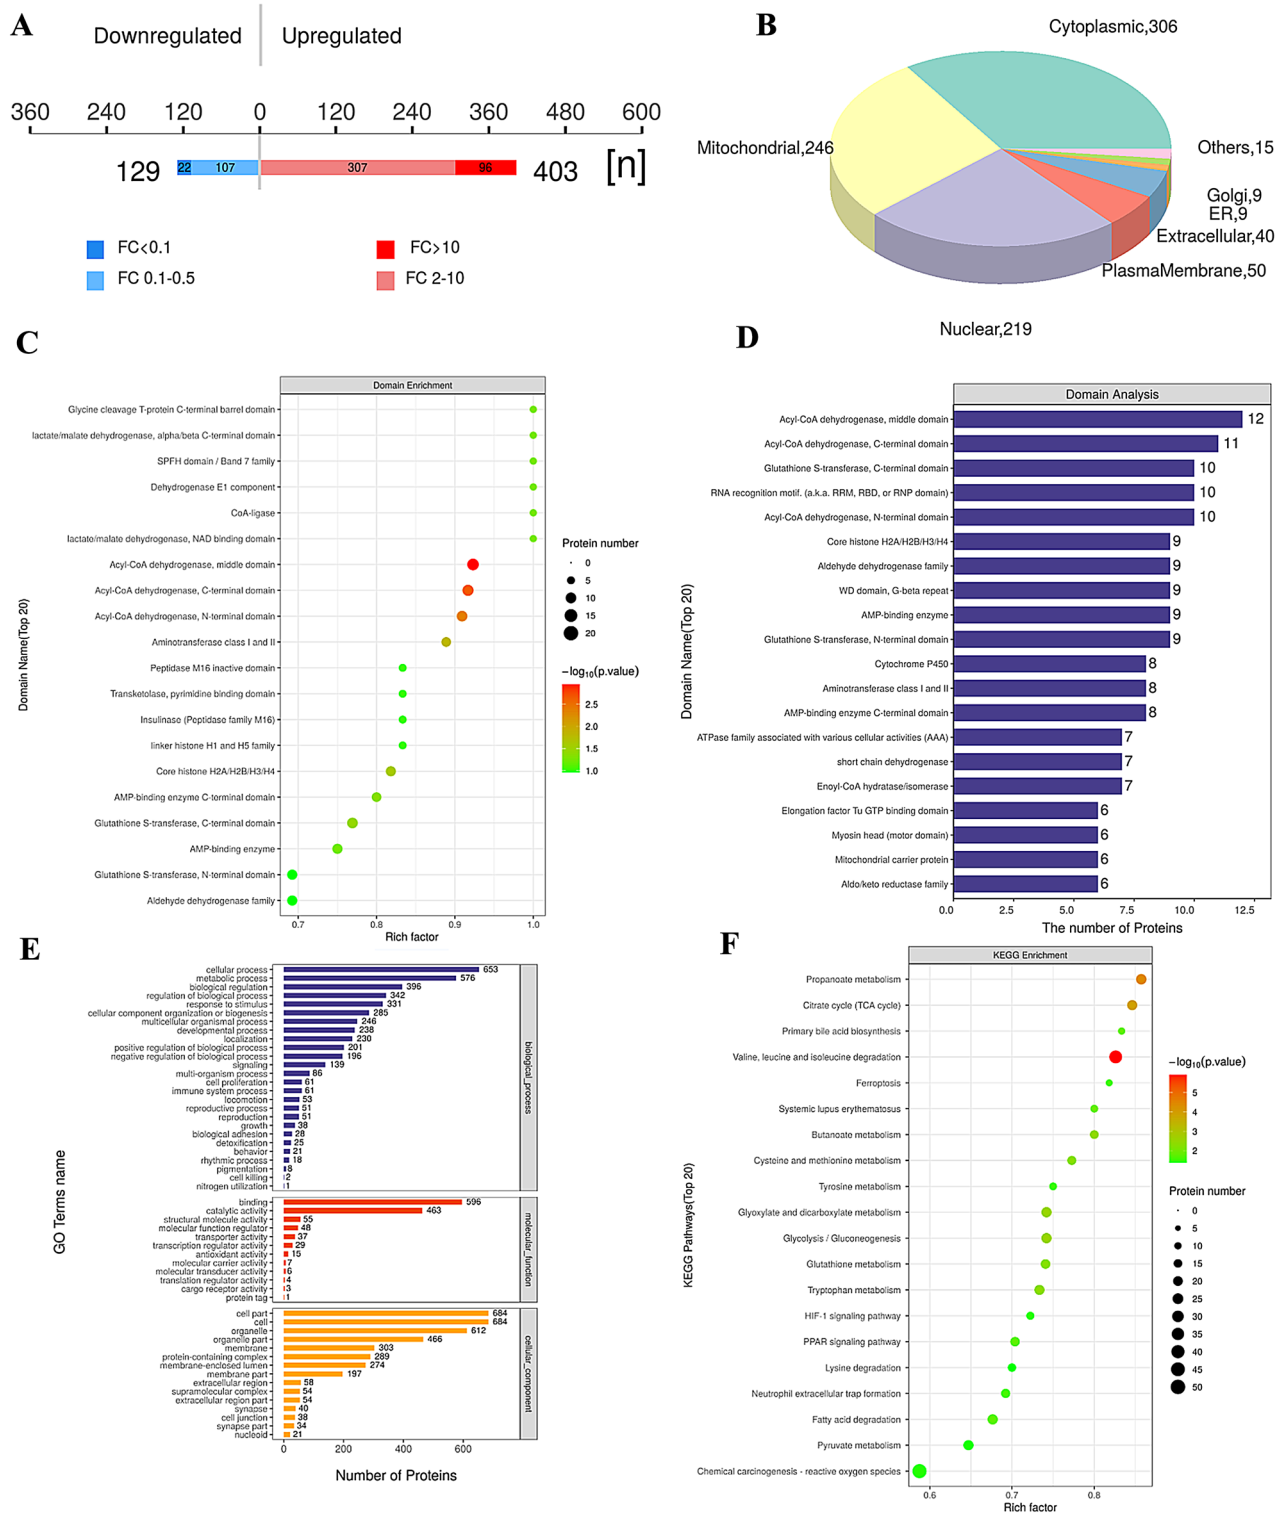 A
Downregulated
Upregulated
360 240 120 0 120 240 360 480 600
129 22 107 307 96 403 [n]
FC<0.1
FC>10
FC 0.1-0.5
FC 2-10
B
Cytoplasmic,306
Mitochondrial,246
Others,15
Golgi,9
ER,9
Extracellular,40
PlasmaMembrane,50
Nuclear,219
C
Domain Enrichment
Domain Name(Top 20)
Glycine cleavage T-protein C-terminal barrel domain
lactate/malate dehydrogenase, alpha/beta C-terminal domain
SPFH domain / Band 7 family
Dehydrogenase E1 component
CoA-ligase
lactate/malate dehydrogenase, NAD binding domain
Acyl-CoA dehydrogenase, middle domain
Acyl-CoA dehydrogenase, C-terminal domain
Acyl-CoA dehydrogenase, N-terminal domain
Aminotransferase class I and II
Peptidase M16 inactive domain
Transketolase, pyrimidine binding domain
Insulinase (Peptidase family M16)
linker histone H1 and H5 family
Core histone H2A/H2B/H3/H4
AMP-binding enzyme C-terminal domain
Glutathione S-transferase, C-terminal domain
AMP-binding enzyme
Glutathione S-transferase, N-terminal domain
Aldehyde dehydrogenase family
0.7 0.8 0.9 1.0
Rich factor
Protein number
0
5
10
15
20
−log10(p.value)
2.5
2.0
1.5
1.0
D
Domain Analysis
Domain Name(Top 20)
Acyl-CoA dehydrogenase, middle domain 12
Acyl-CoA dehydrogenase, C-terminal domain 11
Glutathione S-transferase, C-terminal domain 10
RNA recognition motif. (a.k.a. RRM, RBD, or RNP domain) 10
Acyl-CoA dehydrogenase, N-terminal domain 10
Core histone H2A/H2B/H3/H4 9
Aldehyde dehydrogenase family 9
WD domain, G-beta repeat 9
AMP-binding enzyme 9
Glutathione S-transferase, N-terminal domain 9
Cytochrome P450 8
Aminotransferase class I and II 8
AMP-binding enzyme C-terminal domain 8
ATPase family associated with various cellular activities (AAA) 7
short chain dehydrogenase 7
Enoyl-CoA hydratase/isomerase 7
Elongation factor Tu GTP binding domain 6
Myosin head (motor domain) 6
Mitochondrial carrier protein 6
Aldo/keto reductase family 6
0.0 2.5 5.0 7.5 10.0 12.5
The number of Proteins
E
GO Terms name
cellular process 653
metabolic process 576
biological regulation 396
regulation of biological process 342
response to stimulus 331
cellular component organization or biogenesis 285
multicellular organismal process 246
developmental process 238
localization 230
positive regulation of biological process 201
negative regulation of biological process 196
signaling 139
multi-organism process 86
cell proliferation 61
immune system process 61
locomotion 53
reproductive process 51
reproduction 51
growth 38
biological adhesion 28
detoxification 25
behavior 21
rhythmic process 18
pigmentation 8
cell killing 2
nitrogen utilization 1
biological_process
binding 596
catalytic activity 463
structural molecule activity 55
molecular function regulator 48
transporter activity 37
transcription regulator activity 29
antioxidant activity 15
molecular carrier activity 7
molecular transducer activity 6
translation regulator activity 4
cargo receptor activity 3
protein tag 1
molecular_function
cell part 684
cell 684
organelle 612
organelle part 466
membrane 303
protein-containing complex 289
membrane-enclosed lumen 274
membrane part 197
extracellular region 58
supramolecular complex 54
extracellular region part 54
synapse 40
cell junction 38
synapse part 34
nucleoid 21
cellular_component
0 200 400 600
Number of Proteins
F
KEGG Enrichment
KEGG Pathways(Top 20)
Propanoate metabolism
Citrate cycle (TCA cycle)
Primary bile acid biosynthesis
Valine, leucine and isoleucine degradation
Ferroptosis
Systemic lupus erythematosus
Butanoate metabolism
Cysteine and methionine metabolism
Tyrosine metabolism
Glyoxylate and dicarboxylate metabolism
Glycolysis / Gluconeogenesis
Glutathione metabolism
Tryptophan metabolism
HIF-1 signaling pathway
PPAR signaling pathway
Lysine degradation
Neutrophil extracellular trap formation
Fatty acid degradation
Pyruvate metabolism
Chemical carcinogenesis - reactive oxygen species
0.6 0.7 0.8
Rich factor
−log10(p.value)
5
4
3
2
Protein number
0
5
10
15
20
25
30
35
40
45
50